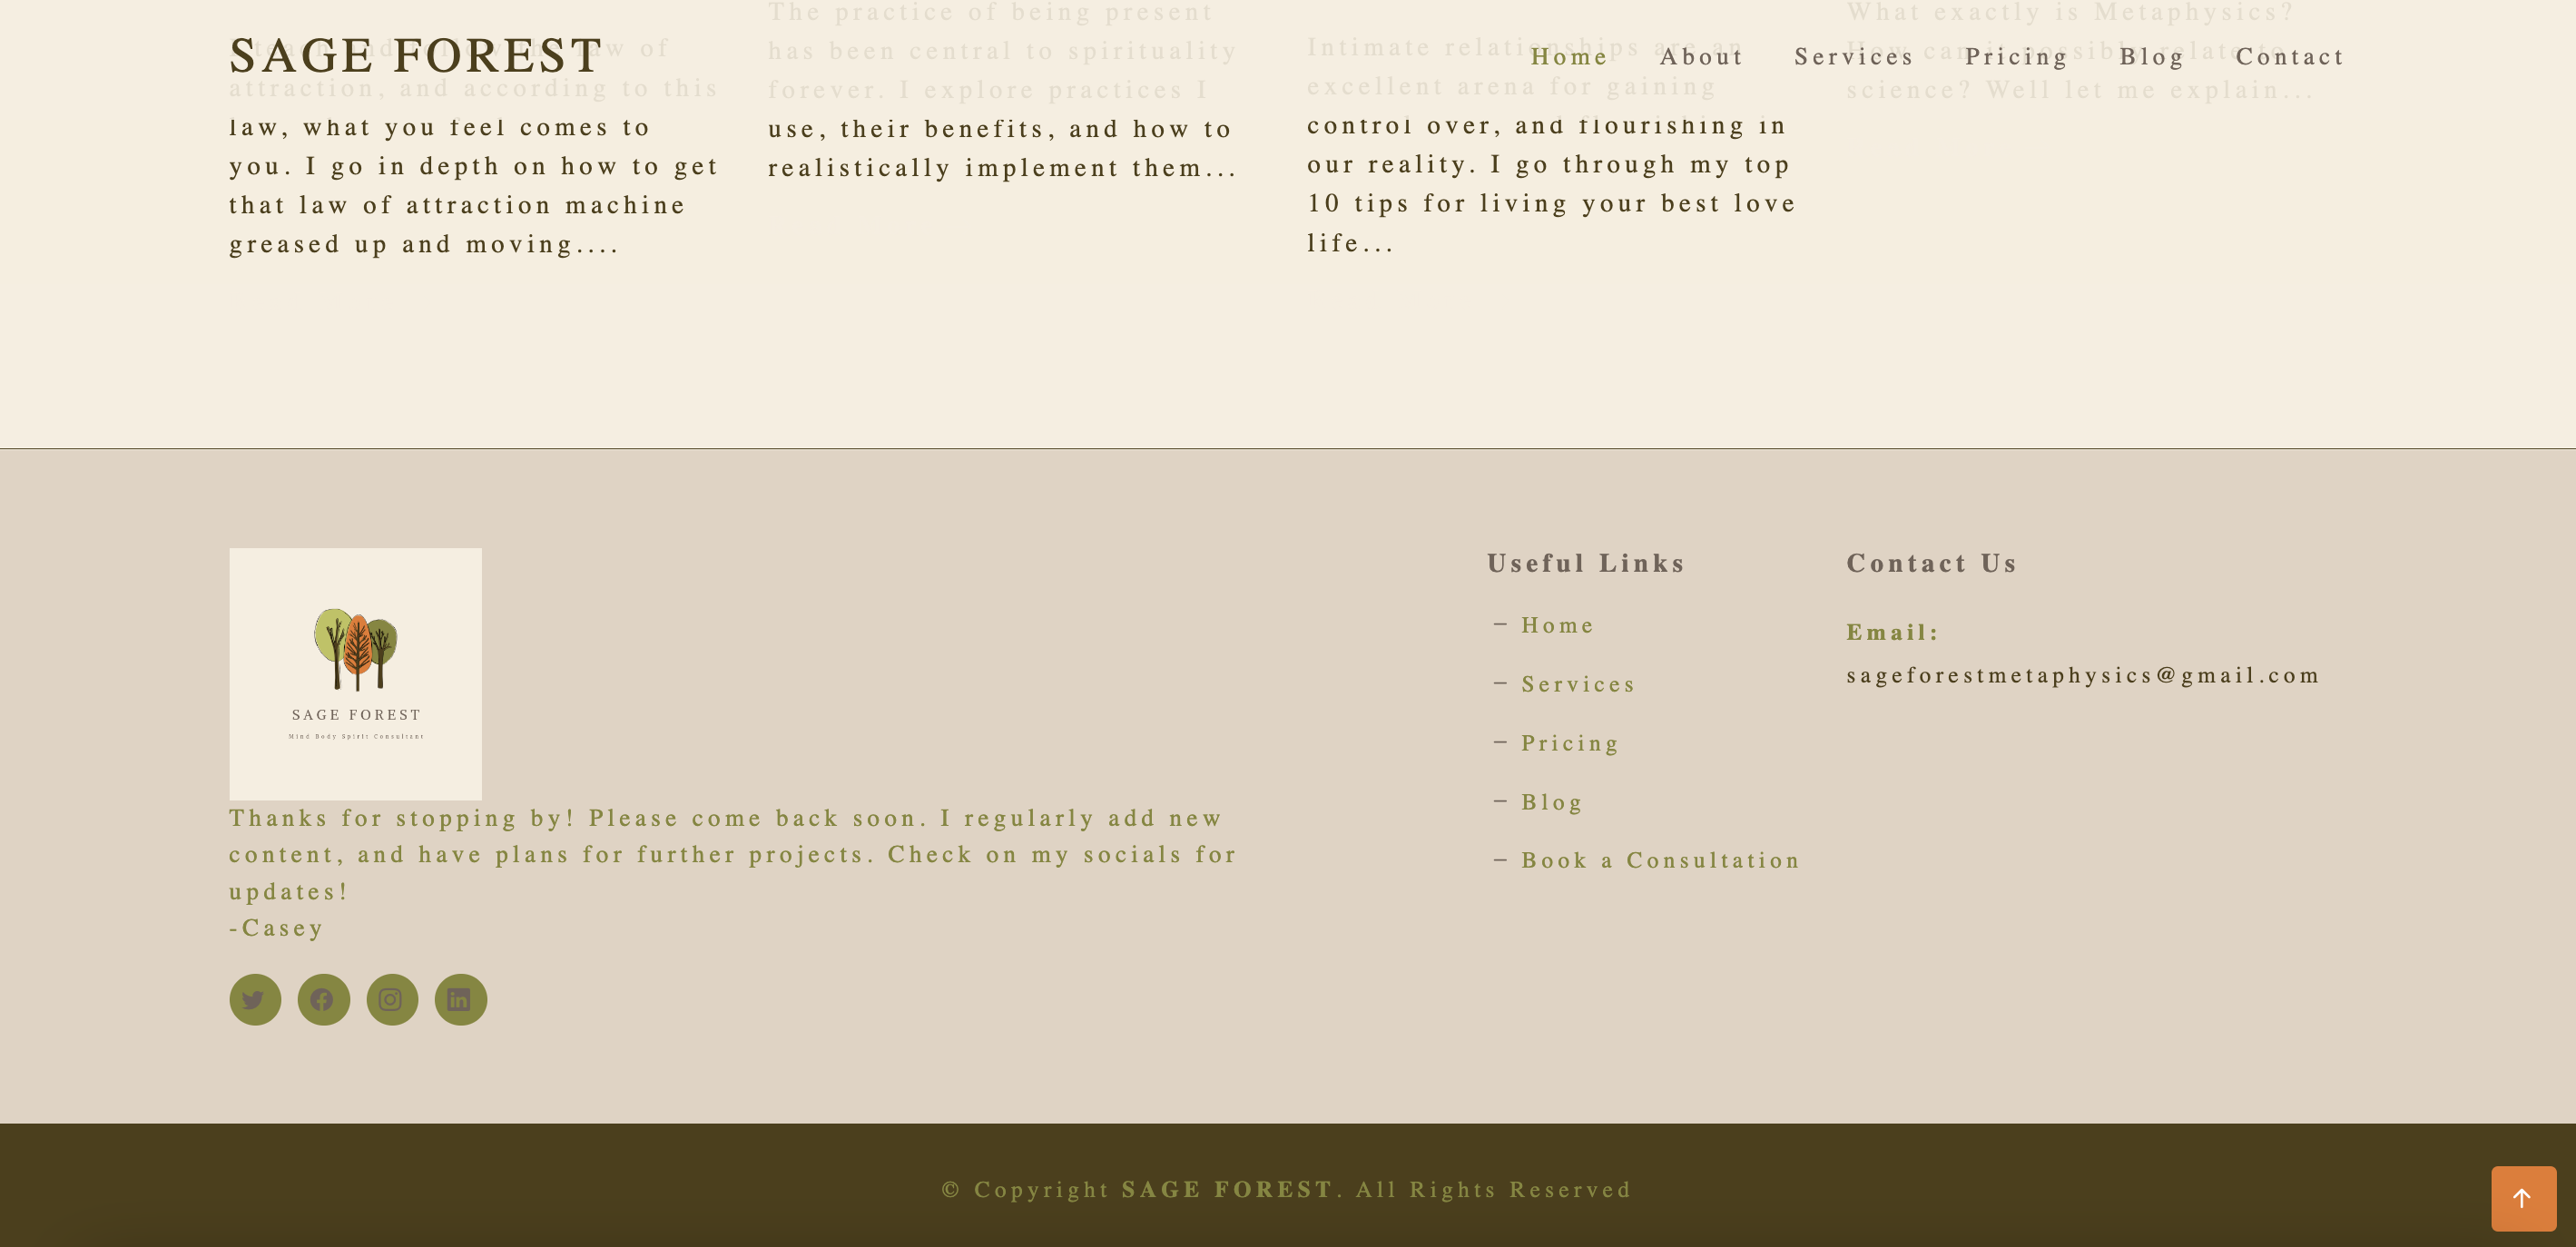 SAGE FOREST
Home About Services Pricing Blog Contact
I teach and follow the law of
attraction, and according to this
law, what you feel comes to
you. I go in depth on how to get
that law of attraction machine
greased up and moving....
The practice of being present
has been central to spirituality
forever. I explore practices I
use, their benefits, and how to
realistically implement them...
Intimate relationships are an
excellent arena for gaining
control over, and flourishing in
our reality. I go through my top
10 tips for living your best love
life...
What exactly is Metaphysics?
How can it possibly relate to
science? Well let me explain...
SAGE FOREST
Mind Body Spirit Consultant
Thanks for stopping by! Please come back soon. I regularly add new
content, and have plans for further projects. Check on my socials for
updates!
-Casey
Useful Links
Home
Services
Pricing
Blog
Book a Consultation
Contact Us
Email:
sageforestmetaphysics@gmail.com
© Copyright SAGE FOREST. All Rights Reserved